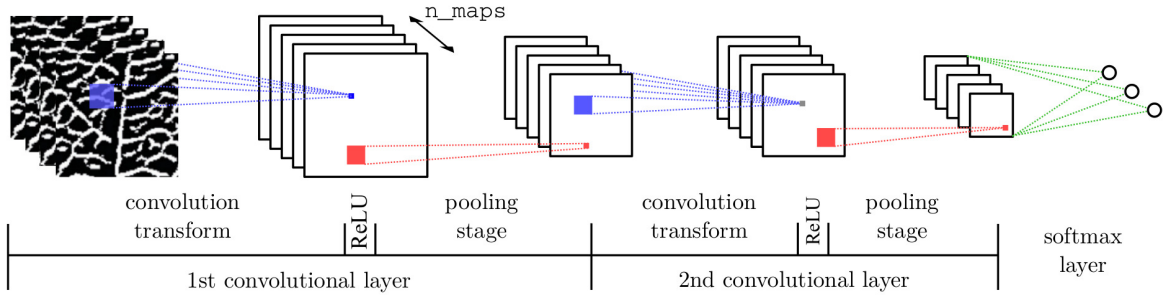 n_maps
convolution
transform
ReLU
pooling
stage
convolution
transform
ReLU
pooling
stage
softmax
layer
1st convolutional layer
2nd convolutional layer